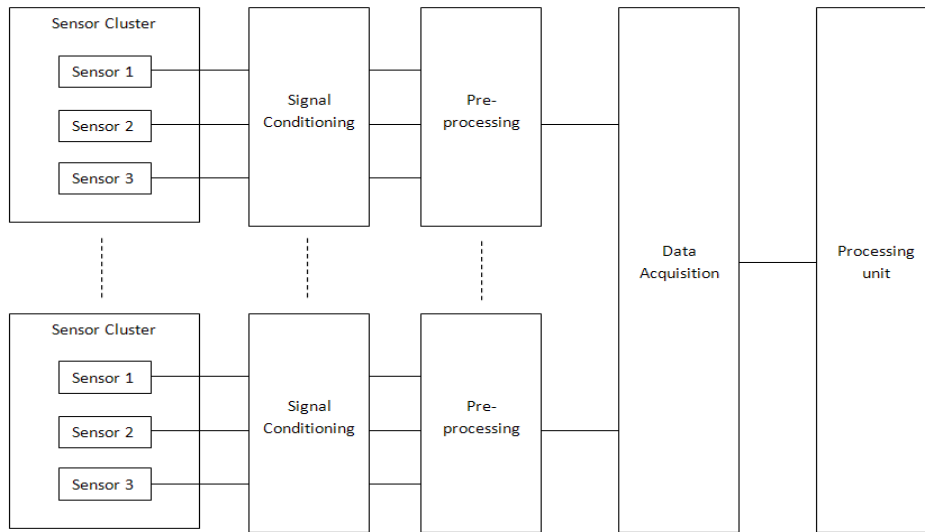 Sensor Cluster
Sensor 1
Sensor 2
Sensor 3
Signal
Conditioning
Pre-
processing
Data
Acquisition
Processing
unit
Sensor Cluster
Sensor 1
Sensor 2
Sensor 3
Signal
Conditioning
Pre-
processing